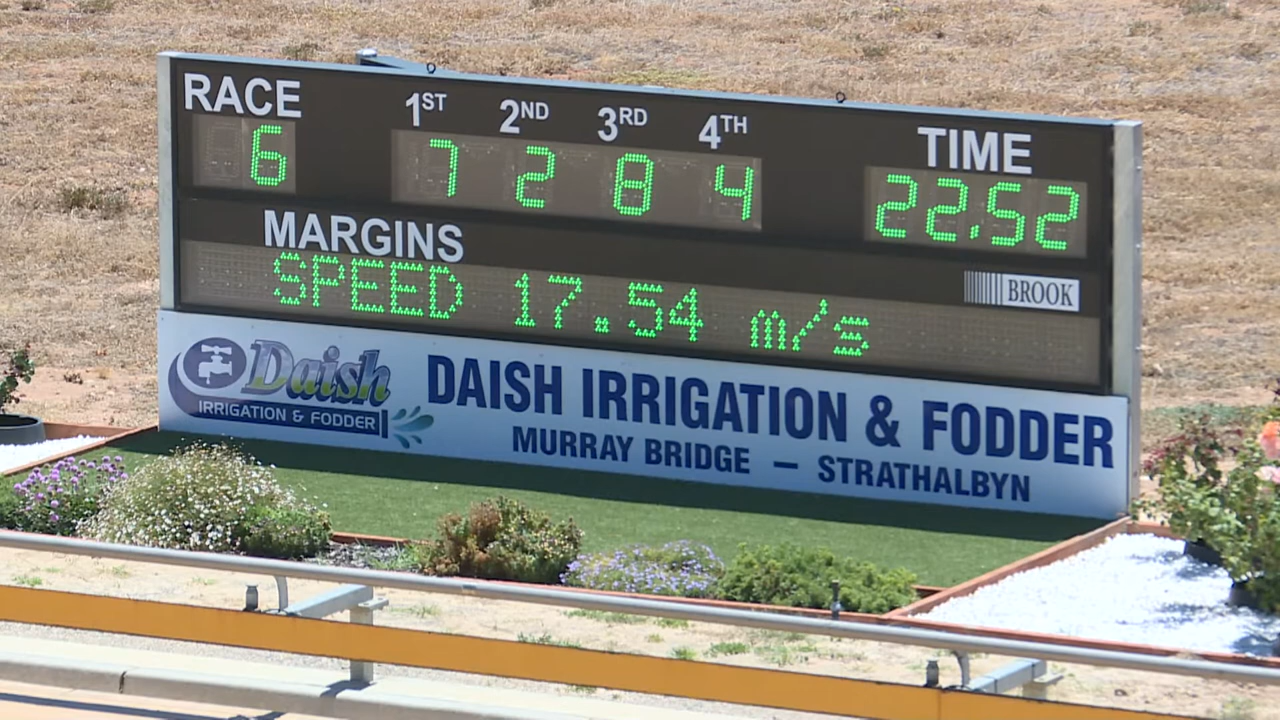 RACE 1ST 2ND 3RD 4TH TIME
6 7 2 8 4 22.52
MARGINS
BROOK
SPEED 17.54 m/s
Daish
IRRIGATION & FODDER
DAISH IRRIGATION & FODDER
MURRAY BRIDGE – STRATHALBYN